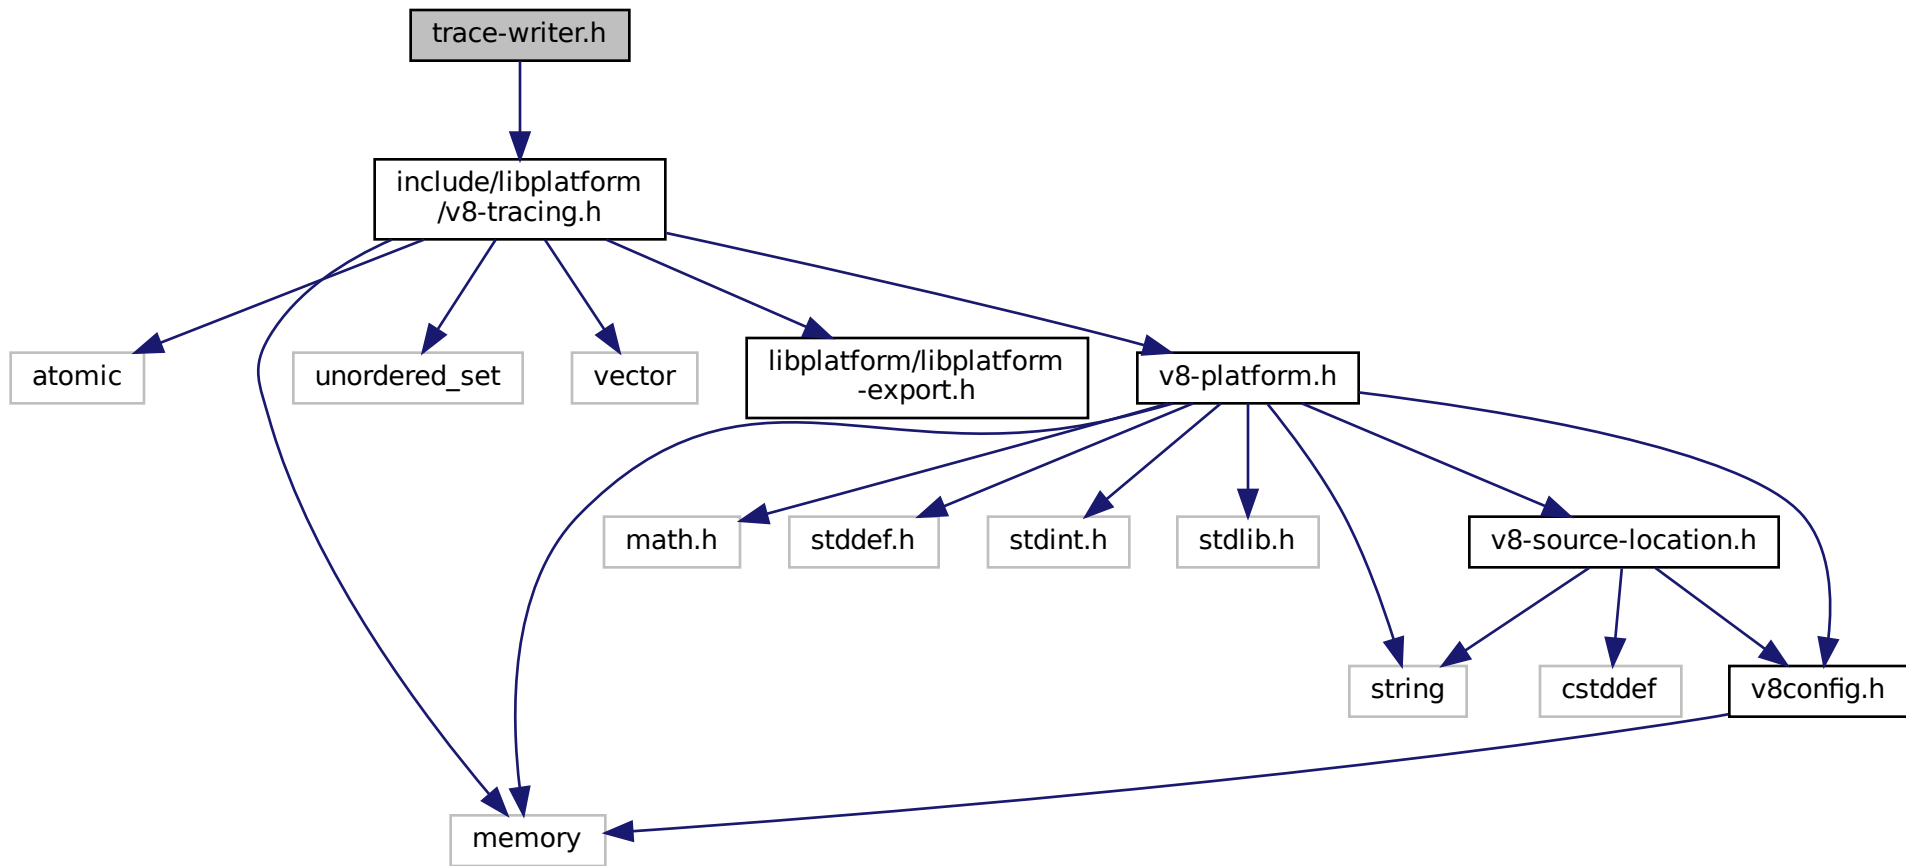 trace-writer.h
include/libplatform
/v8-tracing.h
atomic
unordered_set
vector
libplatform/libplatform
-export.h
v8-platform.h
math.h
stddef.h
stdint.h
stdlib.h
v8-source-location.h
string
cstddef
v8config.h
memory